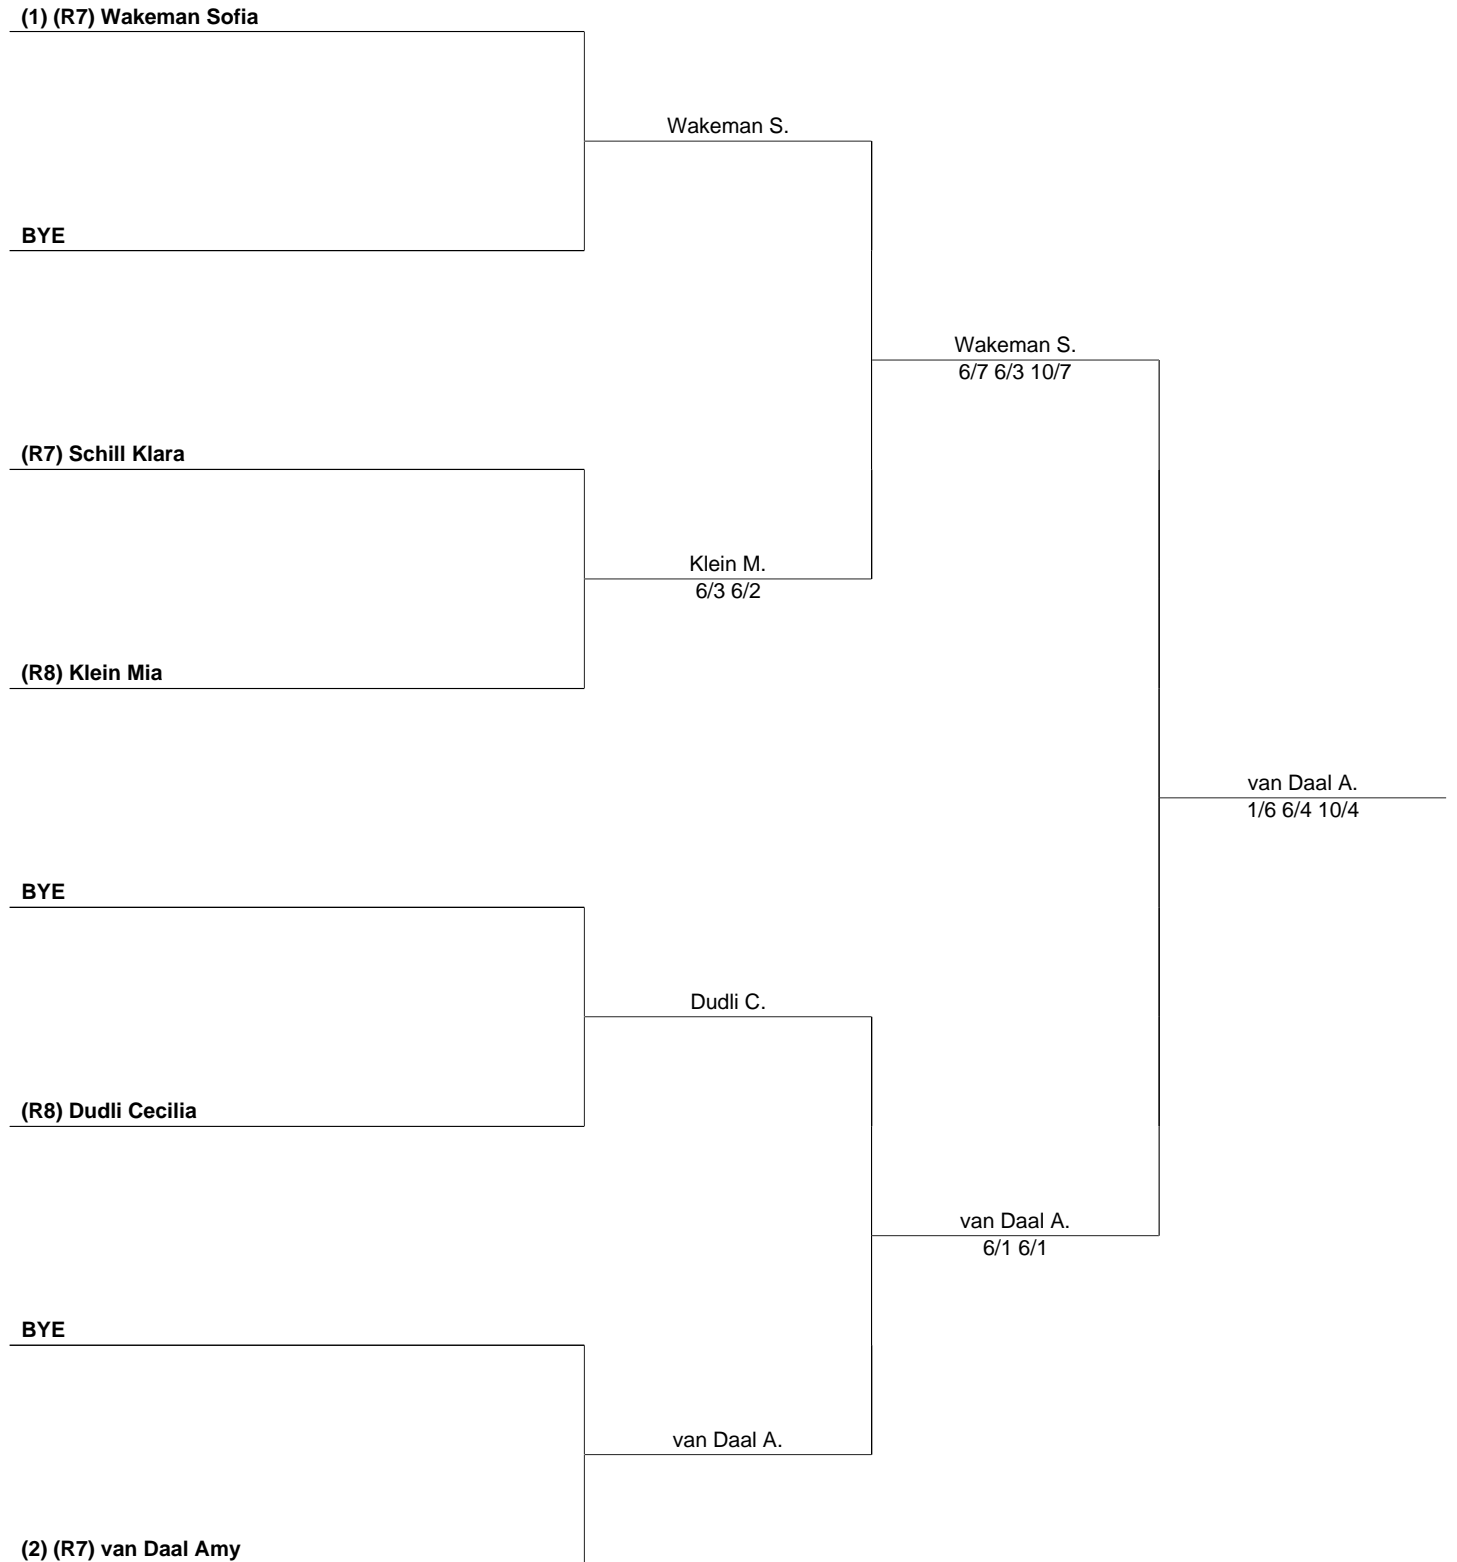 (1) (R7) Wakeman Sofia
Wakeman S.
BYE
Wakeman S.
6/7 6/3 10/7
(R7) Schill Klara
Klein M.
6/3 6/2
(R8) Klein Mia
van Daal A.
1/6 6/4 10/4
BYE
Dudli C.
(R8) Dudli Cecilia
van Daal A.
6/1 6/1
BYE
van Daal A.
(2) (R7) van Daal Amy